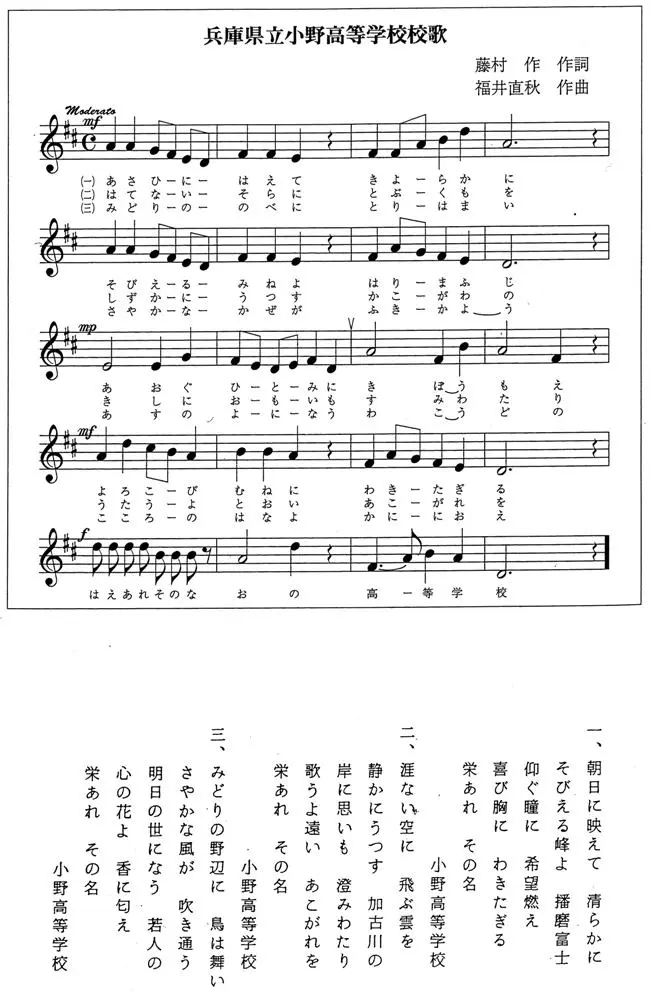 兵庫県立小野高等学校校歌
藤村 作 作詞
福井直秋 作曲
Moderato
mf
㈠ あ さ ひ ー に ー は え て き よ ー ら か に
㈡ は て な ー い ー そ ら に と ぶ ー く も を
㈢ み ど り ー の ー の べ に と り ー は ま い
そ び え ー る ー み ね よ は り ー ま ふ じ
し ず か ー に ー う つ す か こ ー が わ の
さ や か ー な ー か ぜ が ふ き ー か よ う
mp
あ お ぐ ひ ー と ー み に き ぼ う も え
き し に お ー も ー い も す み わ た り
あ す の よ ー に ー な う わ こ う ど の
mf
よ ろ こ ー び む ね に わ き ー た ぎ る
う た う ー よ と お い あ こ ー が れ を
こ こ ろ ー の は な よ か に ー に お え
f
は え あ れ そ の な お の 高 ー 等 学 校
一、朝日に映えて 清らかに
そびえる峰よ 播磨富士
仰ぐ瞳に 希望燃え
喜び胸に わきたぎる
栄あれ その名
小野高等学校
二、涯ない空に 飛ぶ雲を
静かにうつす 加古川の
岸に思いも 澄みわたり
歌うよ遠い あこがれを
栄あれ その名
小野高等学校
三、みどりの野辺に 鳥は舞い
さやかな風が 吹き通う
明日の世になう 若人の
心の花よ 香に匂え
栄あれ その名
小野高等学校